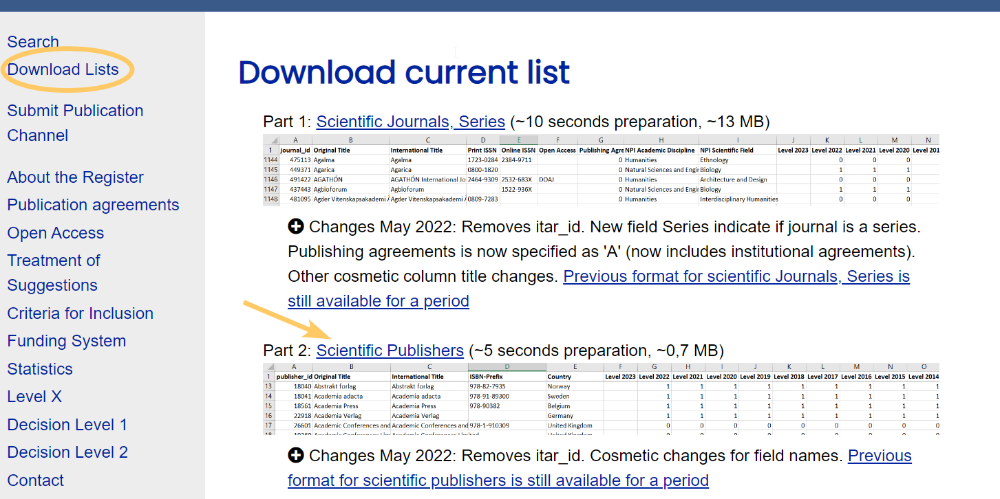 Search
Download Lists
Submit Publication
Channel
About the Register
Publication agreements
Open Access
Treatment of
Suggestions
Criteria for Inclusion
Funding System
Statistics
Level X
Decision Level 1
Decision Level 2
Contact
Download current list
Part 1: Scientific Journals, Series (~10 seconds preparation, ~13 MB)
A B C D E F G H I J K L M N
1 journal_id Original Title International Title Print ISSN Online ISSN Open Access Publishing Agre NPI Academic Discipline NPI Scientific Field Level 2023 Level 2022 Level 2021 Level 2020 Level 201
1144 475113 Agalma Agalma 1723-0284 2384-9711 0 Humanities Ethnology 0 0 0
1145 449371 Agarica Agarica 0800-1820 0 Natural Sciences and Engir Biology 1 1 1
1146 491422 AGATHÓN AGATHÓN International Jo 2464-9309 2532-683X DOAJ 0 Humanities Architecture and Design 0 0 0
1147 437443 Agbioforum Agbioforum 1522-936X 0 Natural Sciences and Engir Biology 1 1 1
1148 481095 Agder Vitenskapsakademi Agder Vitenskapsakademi 0809-7283 0 Humanities Interdisciplinary Humanities 0 0 0
Changes May 2022: Removes itar_id. New field Series indicate if journal is a series.
Publishing agreements is now specified as 'A' (now includes institutional agreements).
Other cosmetic column title changes. Previous format for scientific Journals, Series is
still available for a period
Part 2: Scientific Publishers (~5 seconds preparation, ~0,7 MB)
A B C D E F G H I J K L M N O
1 publisher_id Original Title International Title ISBN-Prefix Country Level 2023 Level 2022 Level 2021 Level 2020 Level 2019 Level 2018 Level 2017 Level 2016 Level 2015 Level 2014
13 18040 Abstrakt forlag Abstrakt forlag 978-82-7935 Norway 1 1 1 1 1 1 1 1 1
14 18041 Academia adacta Academia adacta 978-91-89300 Sweden 1 1 1 1 1 1 1 1 1
15 18561 Academia Press Academia Press 978-90382 Belgium 1 1 1 1 1 1 1 1 1
16 22918 Academia Verlag Academia Verlag Germany 1 1 1 1 1 1 1 1 1
17 26601 Academic Conferences and Academic Conferences and 978-1-910309 United Kingdom 0 0 0 0 0 0 0 0 0
Changes May 2022: Removes itar_id. Cosmetic changes for field names. Previous
format for scientific publishers is still available for a period